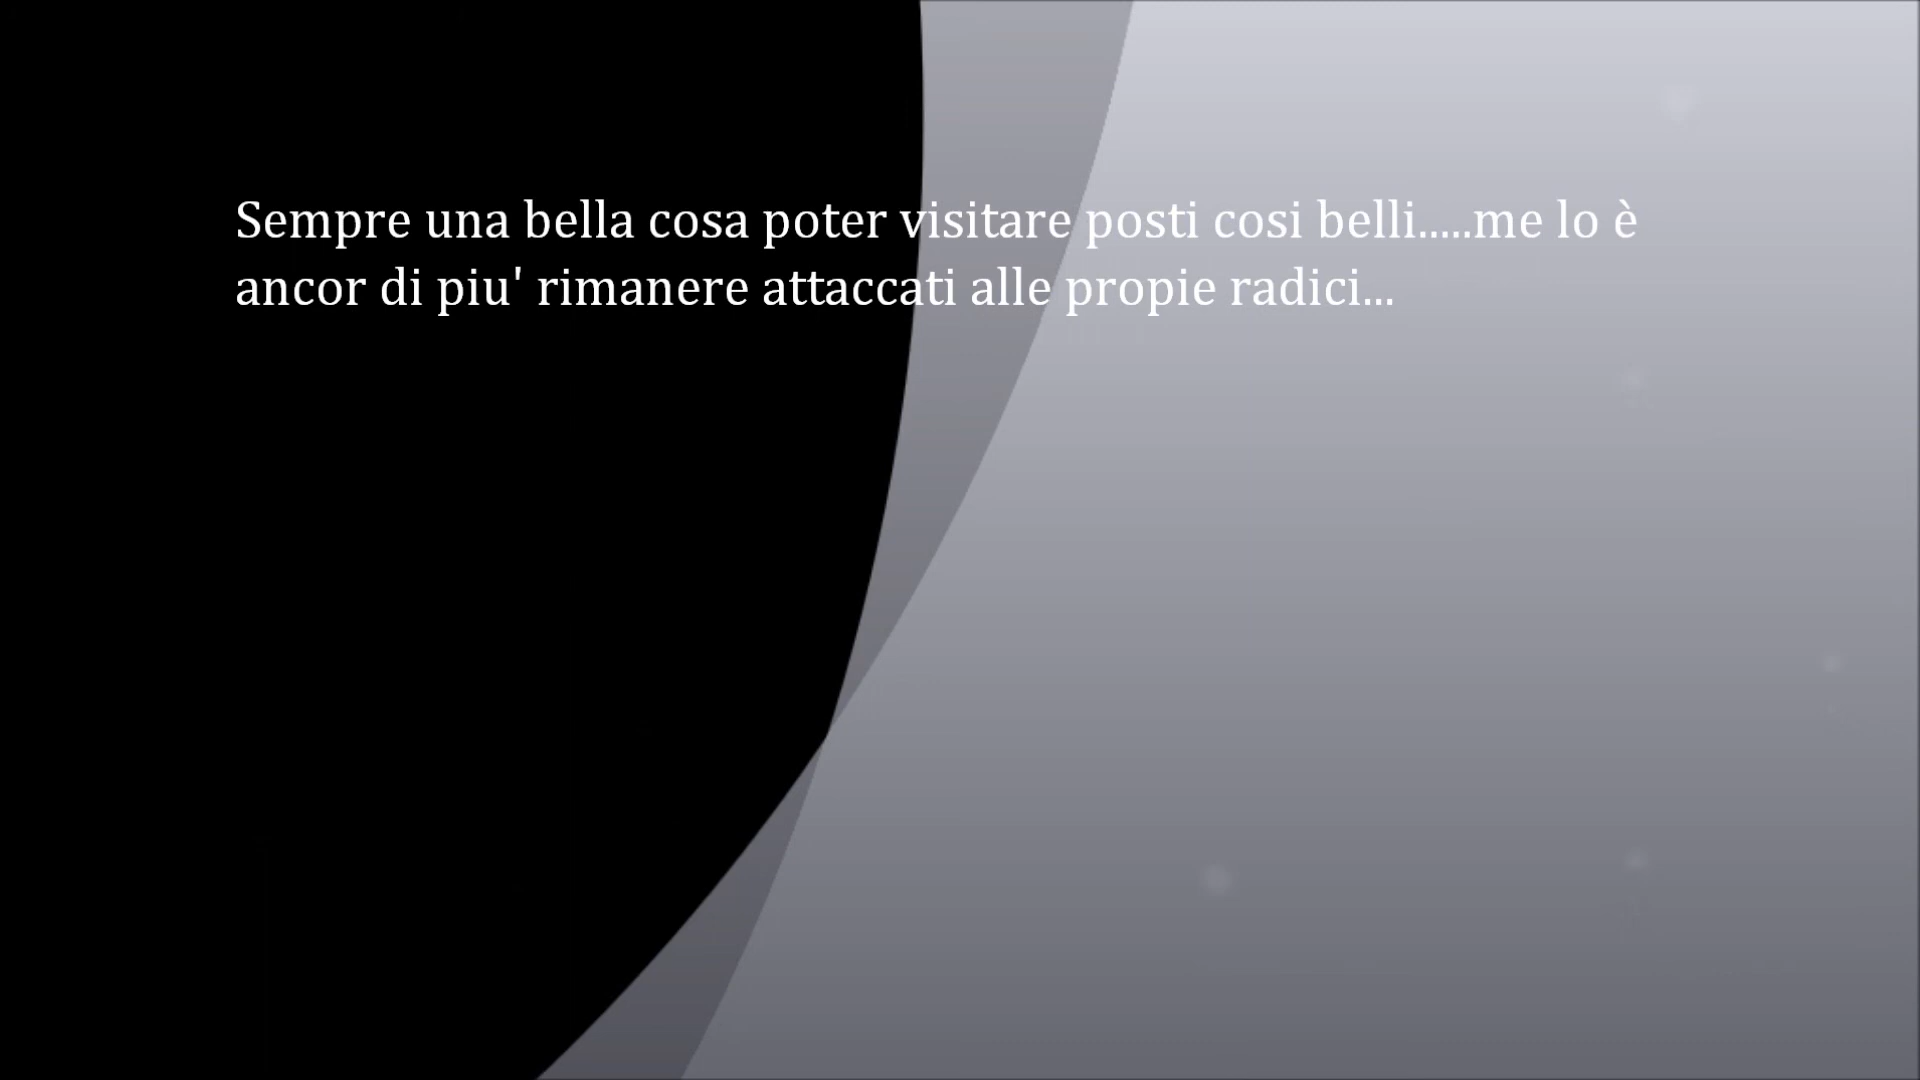 Sempre una bella cosa poter visitare posti cosi belli.....me lo è
ancor di piu' rimanere attaccati alle propie radici...